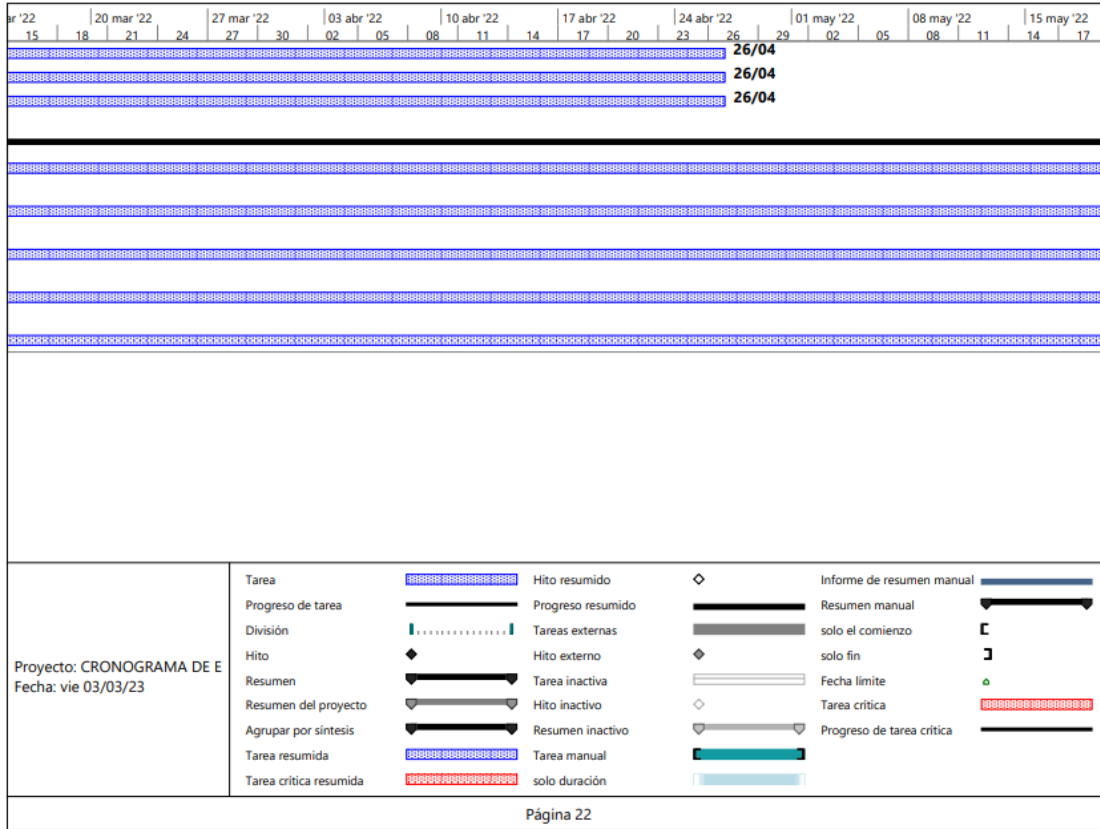 ar '22 20 mar '22 27 mar '22 03 abr '22 10 abr '22 17 abr '22 24 abr '22 01 may '22 08 may '22 15 may '22
15 18 21 24 27 30 02 05 08 11 14 17 20 23 26 29 02 05 08 11 14 17
26/04
26/04
26/04
Proyecto: CRONOGRAMA DE E
Fecha: vie 03/03/23
Tarea
Progreso de tarea
División
Hito
Resumen
Resumen del proyecto
Agrupar por síntesis
Tarea resumida
Tarea crítica resumida
Hito resumido
Progreso resumido
Tareas externas
Hito externo
Tarea inactiva
Hito inactivo
Resumen inactivo
Tarea manual
solo duración
Informe de resumen manual
Resumen manual
solo el comienzo
solo fin
Fecha límite
Tarea crítica
Progreso de tarea crítica
Página 22